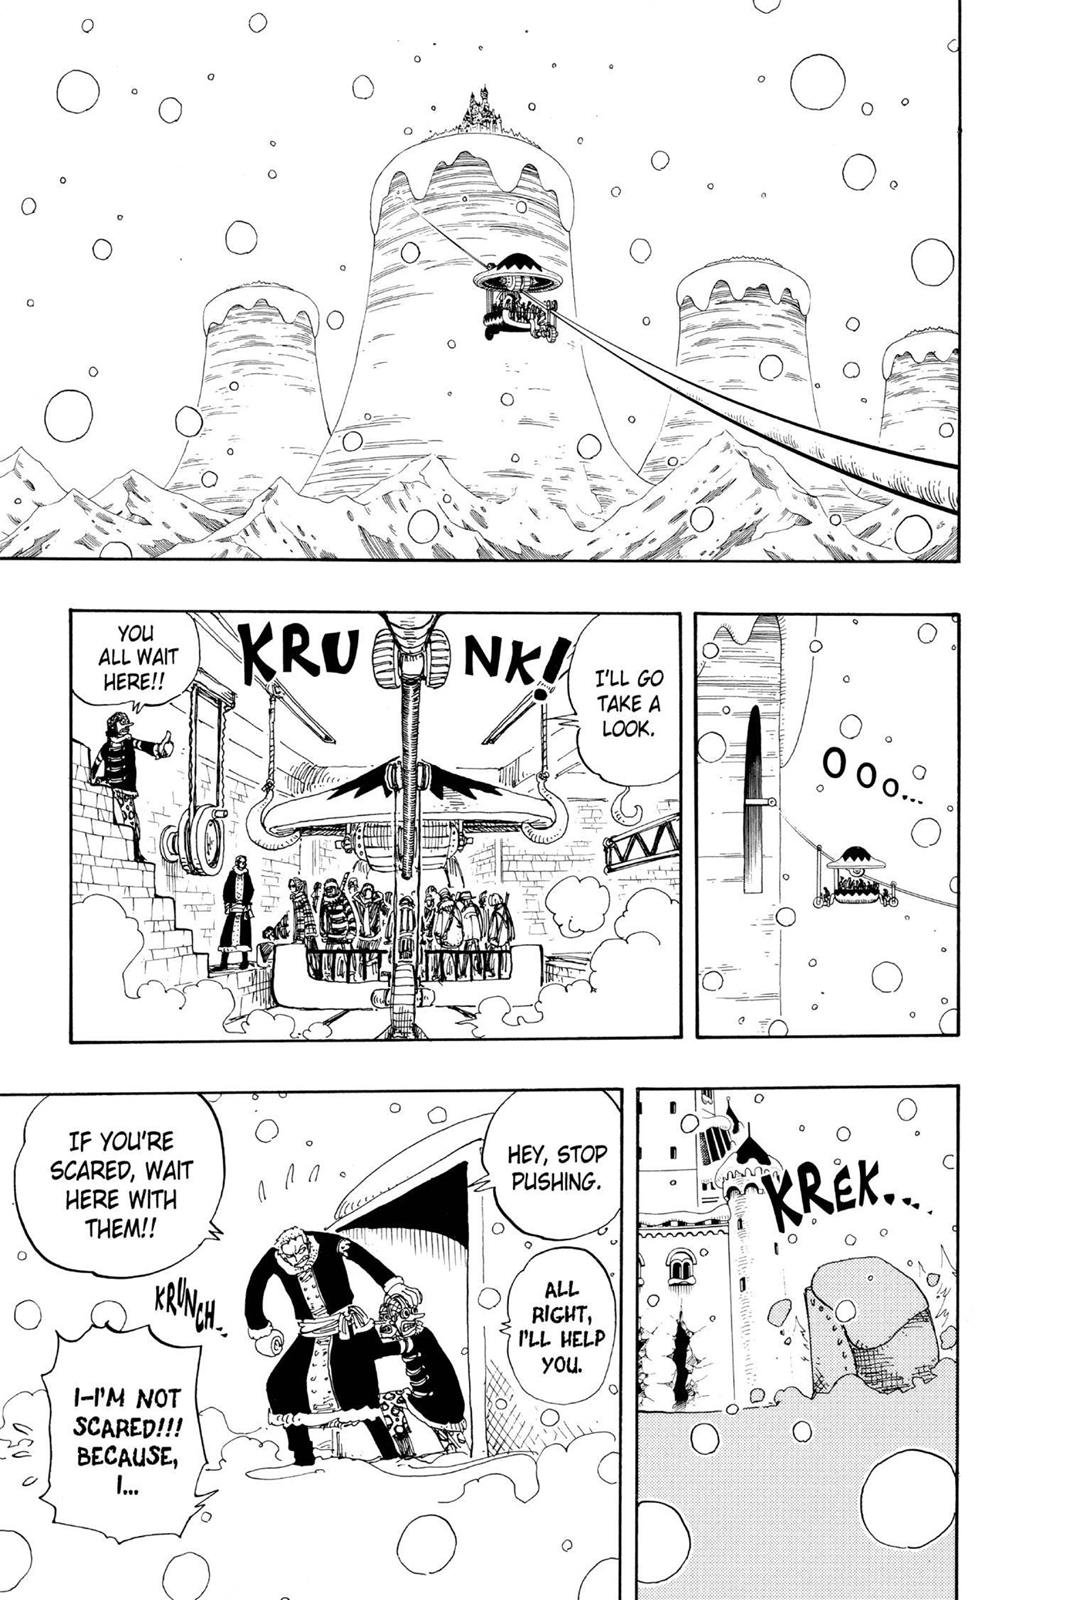 OOO...
I'LL GO
TAKE A
LOOK.
KRUNK!
YOU
ALL WAIT
HERE!!
KREK...
HEY, STOP
PUSHING.
ALL
RIGHT,
I'LL HELP
YOU.
IF YOU'RE
SCARED, WAIT
HERE WITH
THEM!!
KRUNCH...
I-I'M NOT
SCARED!!!
BECAUSE,
I...